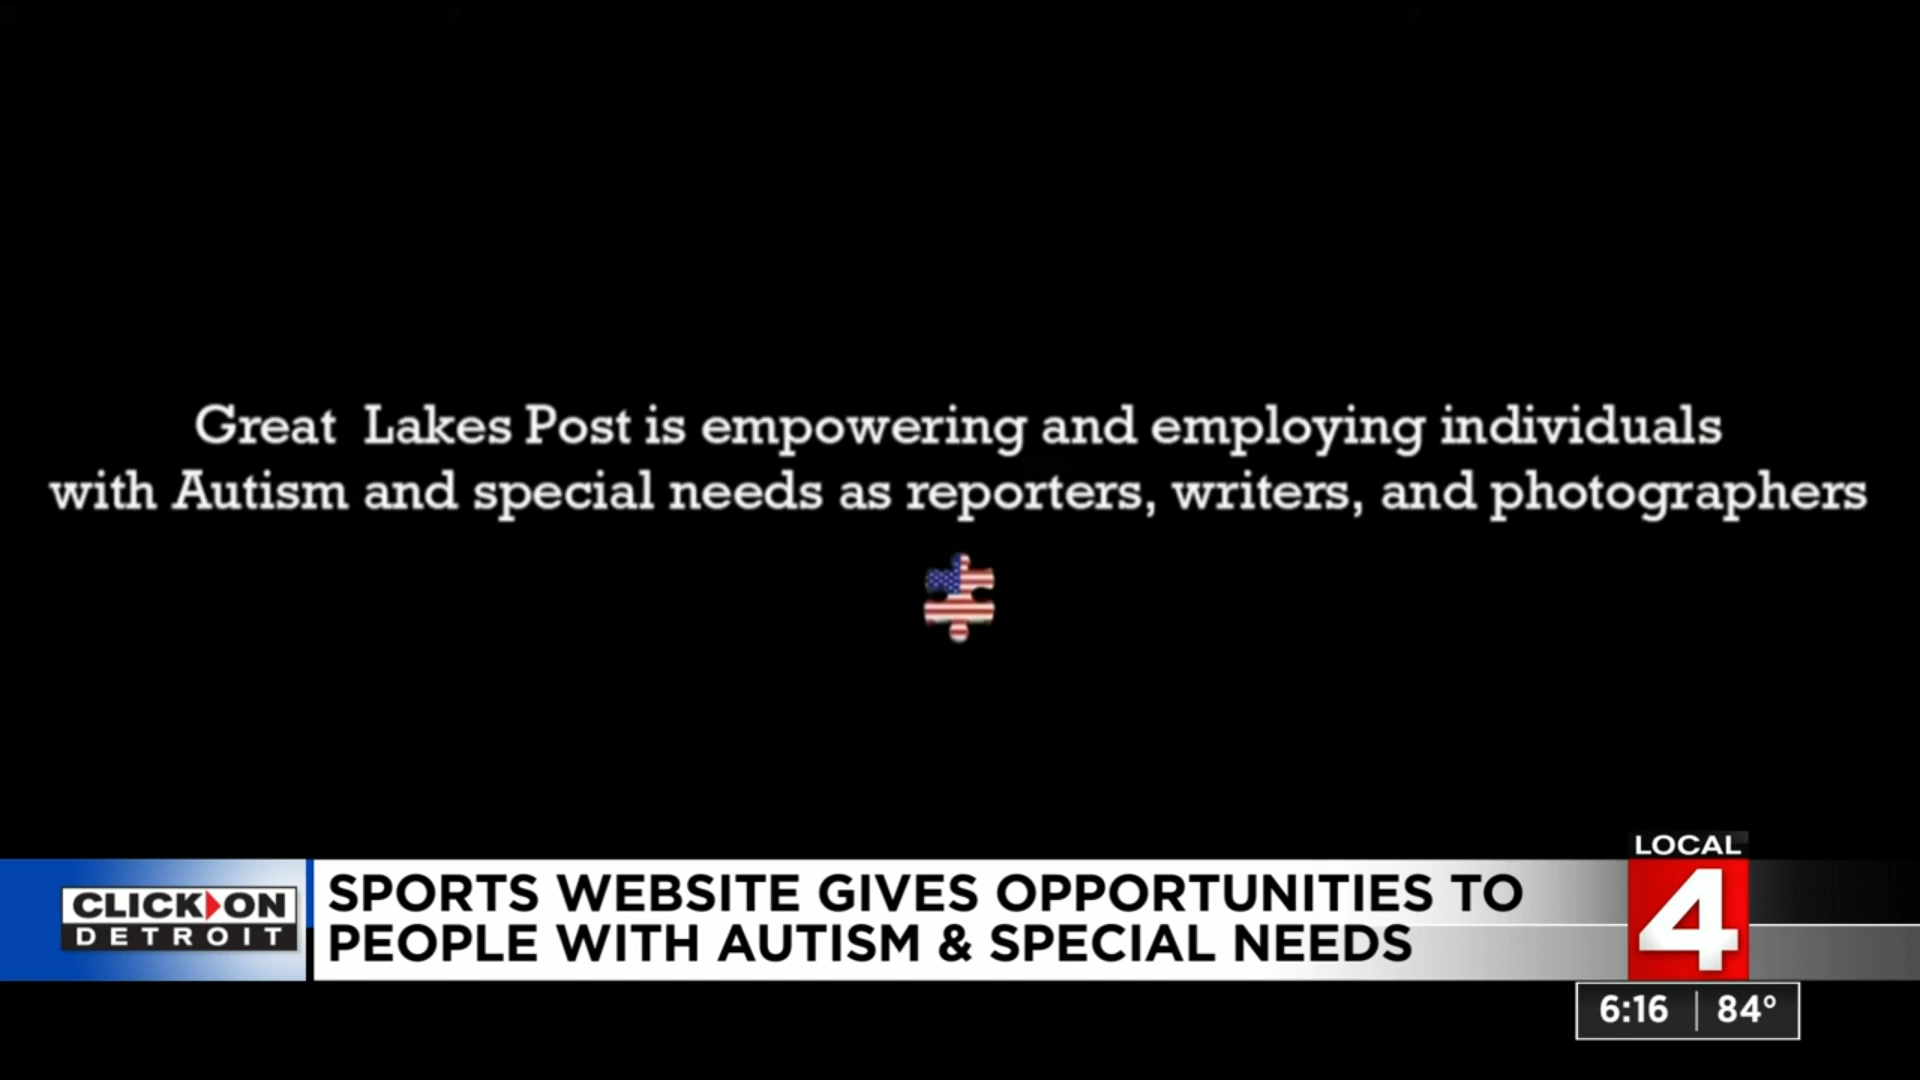 Great Lakes Post is empowering and employing individuals
with Autism and special needs as reporters, writers, and photographers
LOCAL
4
CLICK ON
DETROIT
SPORTS WEBSITE GIVES OPPORTUNITIES TO
PEOPLE WITH AUTISM & SPECIAL NEEDS
6:16 | 84°